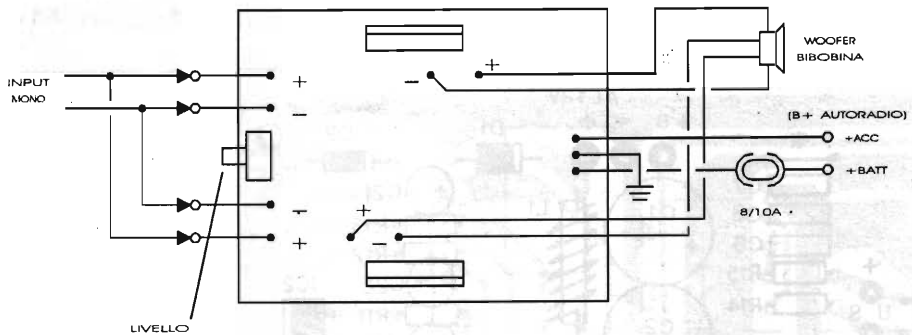 INPUT
MONO
+
−
−
+
LIVELLO
−
+
+
−
WOOFER
BIBOBINA
(B+ AUTORADIO)
+ACC
+BATT
8/10A